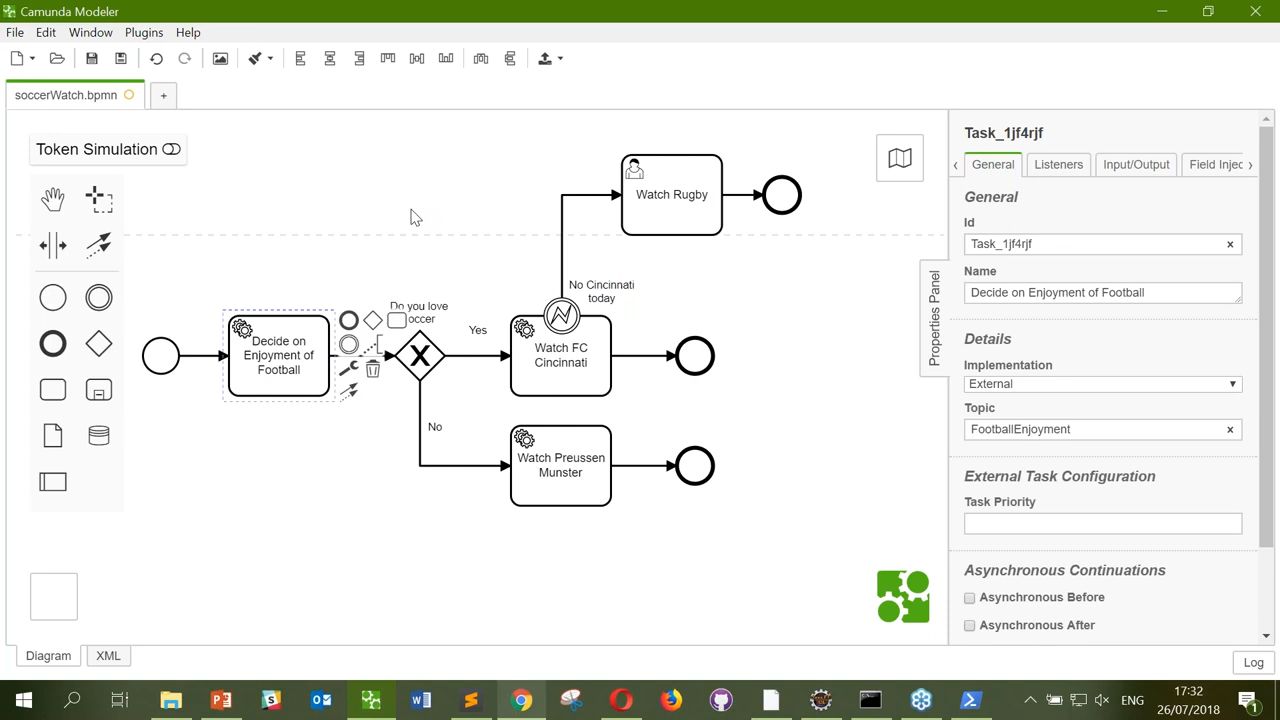 Camunda Modeler
File Edit Window Plugins Help
soccerWatch.bpmn
+
Token Simulation
Watch Rugby
No Cincinnati
today
Do you love
occer
Decide on
Enjoyment of
Football
Yes
Watch FC
Cincinnati
No
Watch Preussen
Munster
Properties Panel
Task_1jf4rjf
General Listeners Input/Output Field Injec
General
Id
Task_1jf4rjf
Name
Decide on Enjoyment of Football
Details
Implementation
External
Topic
FootballEnjoyment
External Task Configuration
Task Priority
Asynchronous Continuations
Asynchronous Before
Asynchronous After
Diagram XML
Log
ENG
17:32
26/07/2018
1